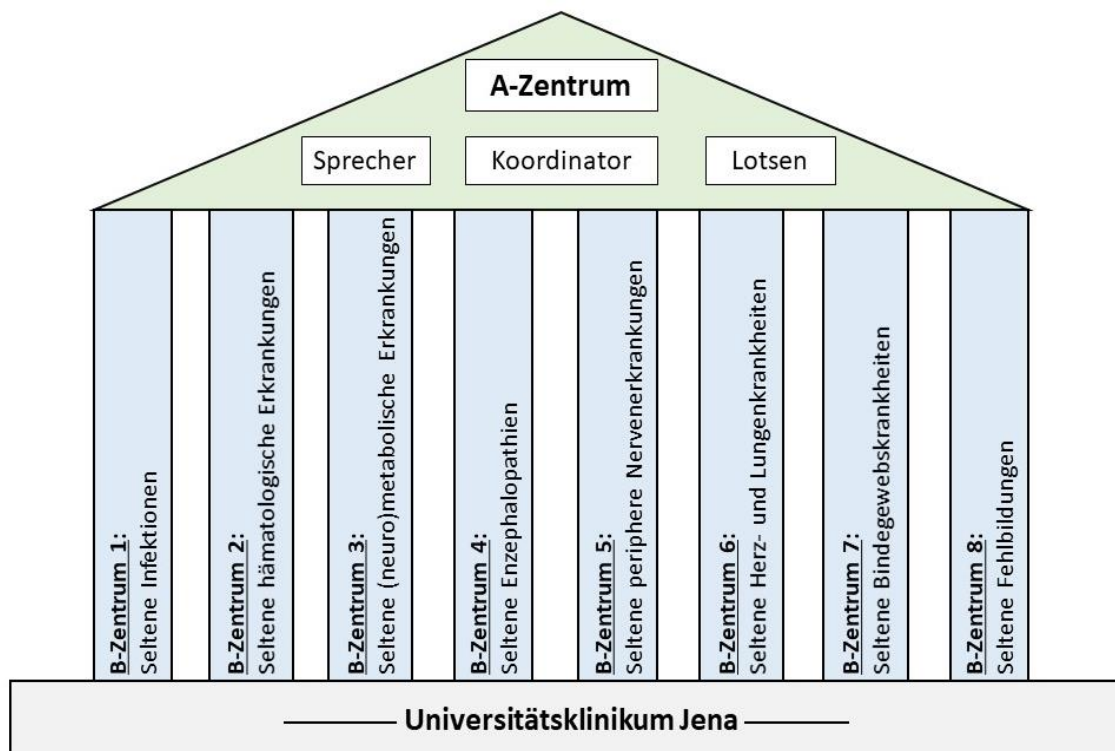 A-Zentrum
Sprecher
Koordinator
Lotsen
B-Zentrum 1:
Seltene Infektionen
B-Zentrum 2:
Seltene hämatologische Erkrankungen
B-Zentrum 3:
Seltene (neuro)metabolische Erkrankungen
B-Zentrum 4:
Seltene Enzephalopathien
B-Zentrum 5:
Seltene periphere Nervenerkrankungen
B-Zentrum 6:
Seltene Herz- und Lungenkrankheiten
B-Zentrum 7:
Seltene Bindegewebskrankheiten
B-Zentrum 8:
Seltene Fehlbildungen
Universitätsklinikum Jena